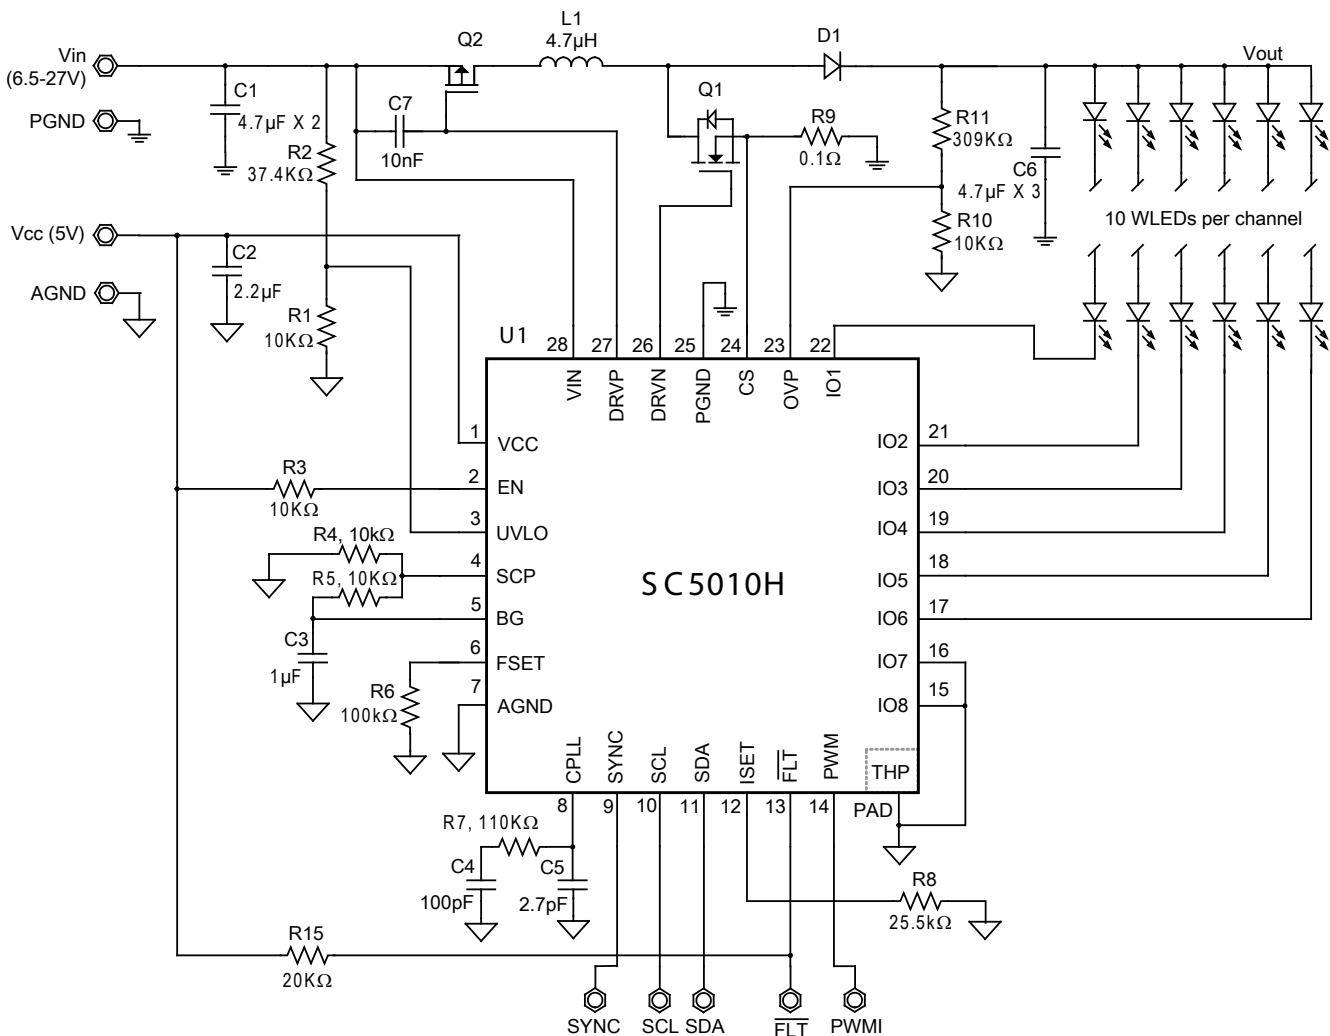 L1
4.7µH
Q2
D1
Vin
(6.5-27V)
Vout
C1
4.7µF X 2
C7
10nF
Q1
R9
0.1Ω
R11
309KΩ
PGND
R2
37.4KΩ
C6
4.7µF X 3
10 WLEDs per channel
R10
10KΩ
Vcc (5V)
C2
2.2µF
AGND
R1
10KΩ
U1
28
27
26
25
24
23
22
VIN
DRVP
DRVN
PGND
CS
OVP
IO1
1
VCC
IO2
21
R3
10KΩ
2
EN
IO3
20
3
UVLO
IO4
19
R4, 10kΩ
4
SCP
R5, 10KΩ
SC5010H
IO5
18
5
BG
IO6
17
C3
1µF
6
FSET
IO7
16
R6
100kΩ
7
AGND
IO8
15
CPLL
SYNC
SCL
SDA
ISET
FLT
PWM
THP
8
9
10
11
12
13
14
PAD
R7, 110KΩ
C4
100pF
C5
2.7pF
R8
25.5kΩ
R15
20KΩ
SYNC
SCL
SDA
FLT
PWMI